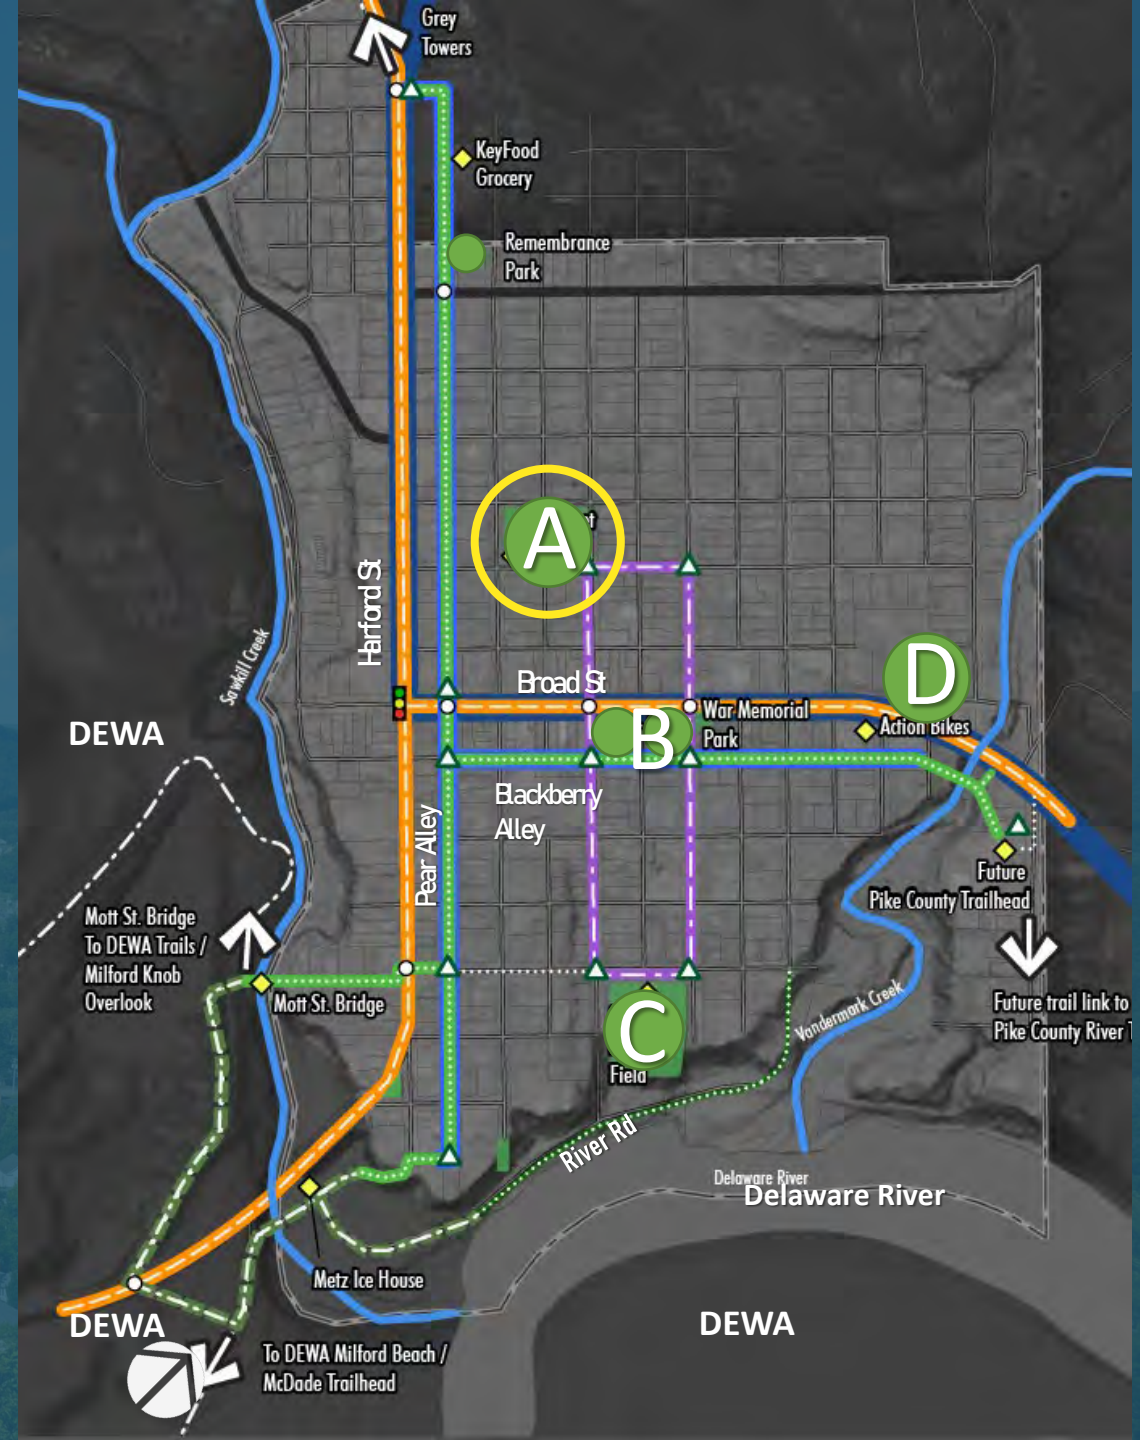 Grey
Towers
KeyFood
Grocery
Remembrance
Park
A
Harford St
Sawkill Creek
Broad St
D
War Memorial
Park
B
Action Bikes
DEWA
Blackberry
Alley
Pear Alley
Future
Pike County Trailhead
Mott St. Bridge
To DEWA Trails /
Milford Knob
Overlook
Mott St. Bridge
Vandermark Creek
Future trail link to
Pike County River
C
Field
River Rd
Delaware River
Delaware River
Metz Ice House
DEWA
DEWA
To DEWA Milford Beach /
McDade Trailhead